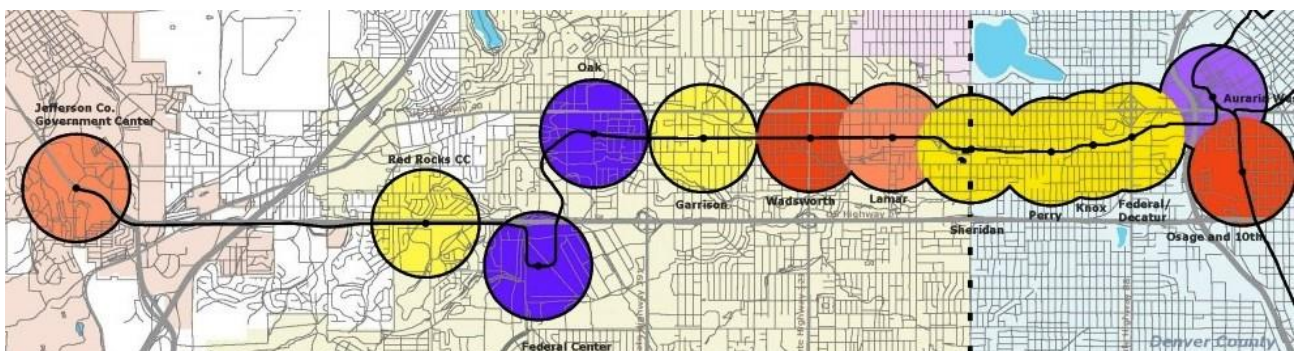 Oak
Jefferson Co.
Government Center
Auraria West
Red Rocks CC
Garrison
Wadsworth
Lamar
Sheridan
Perry
Knox
Federal/
Decatur
Osage and 10th
Federal Center
Denver County